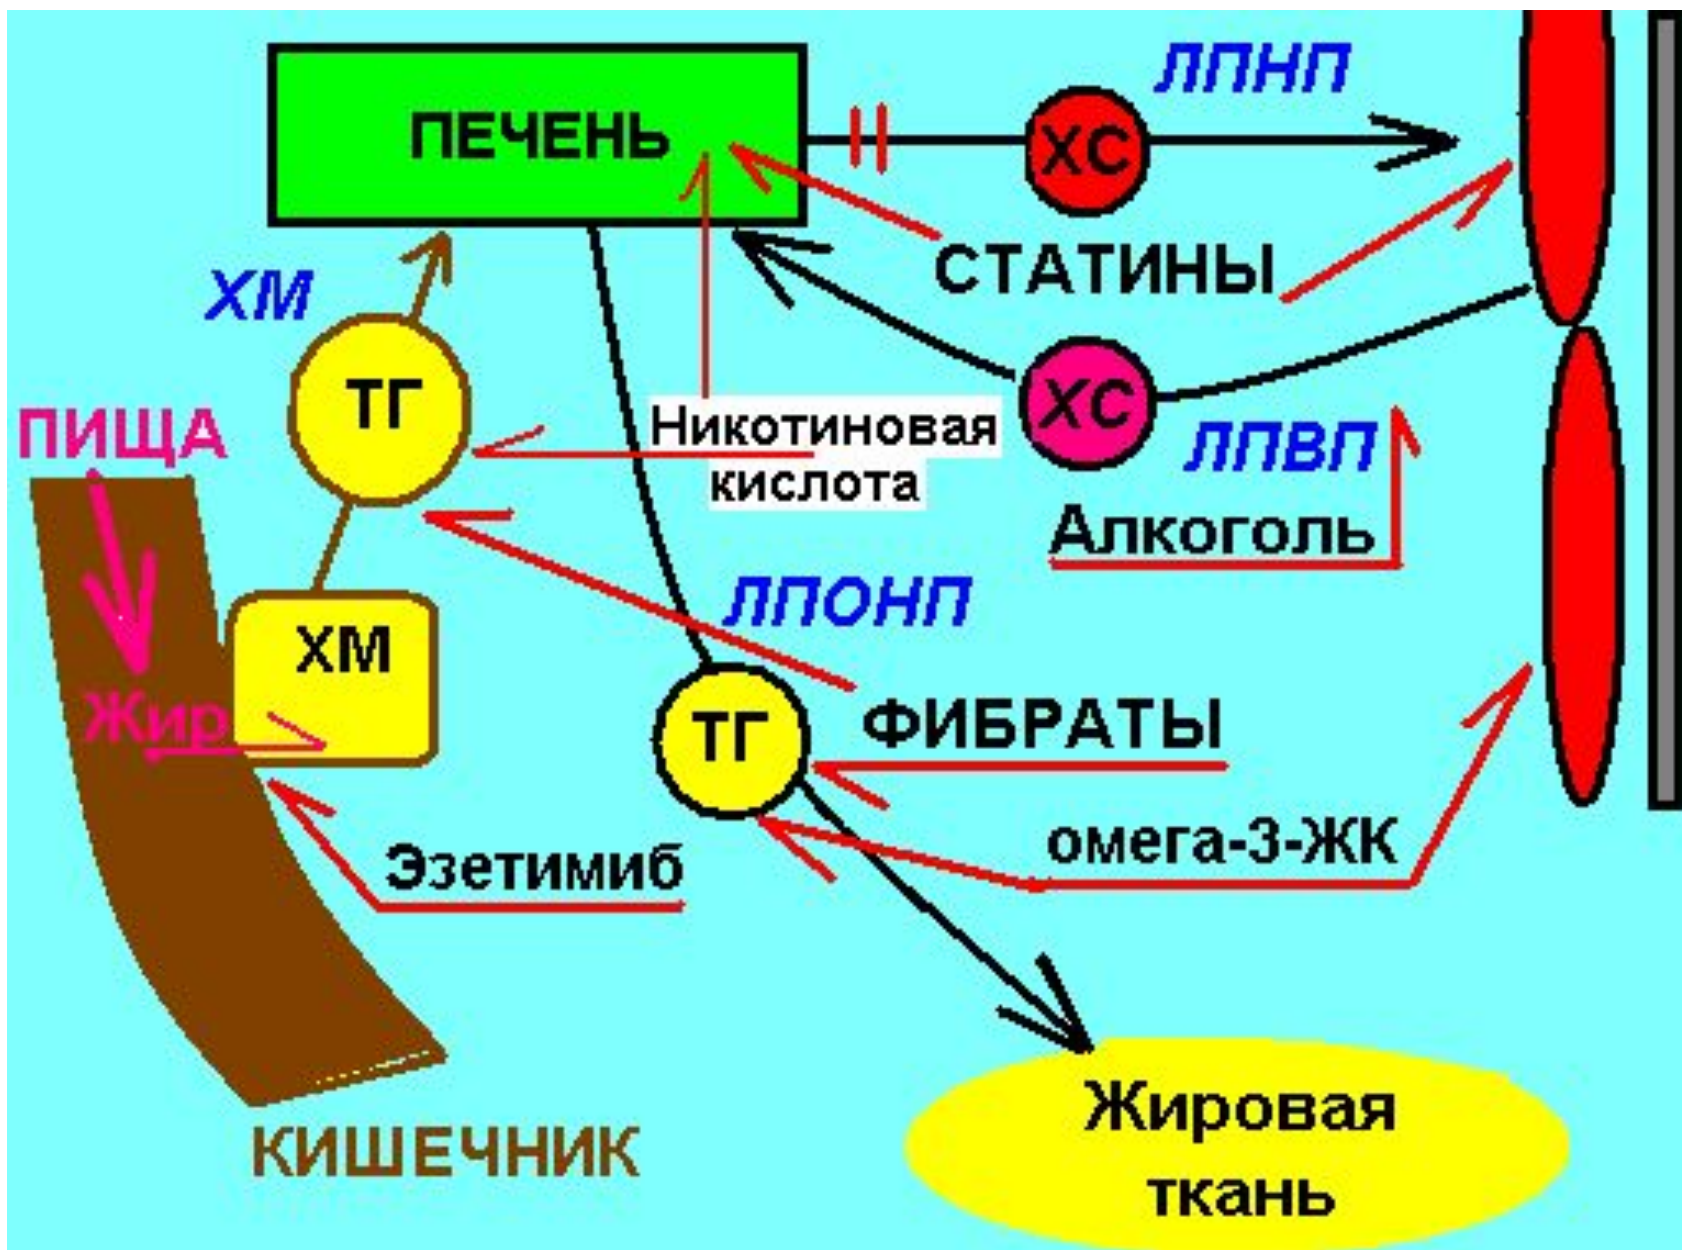 ЛПНП
ПЕЧЕНЬ
ХС
СТАТИНЫ
ХМ
ТГ
ХС
ПИЩА
Никотиновая
кислота
ЛПВП
Алкоголь
ЛПОНП
ХМ
Жир
ТГ
ФИБРАТЫ
омега-3-ЖК
Эзетимиб
Жировая
ткань
КИШЕЧНИК